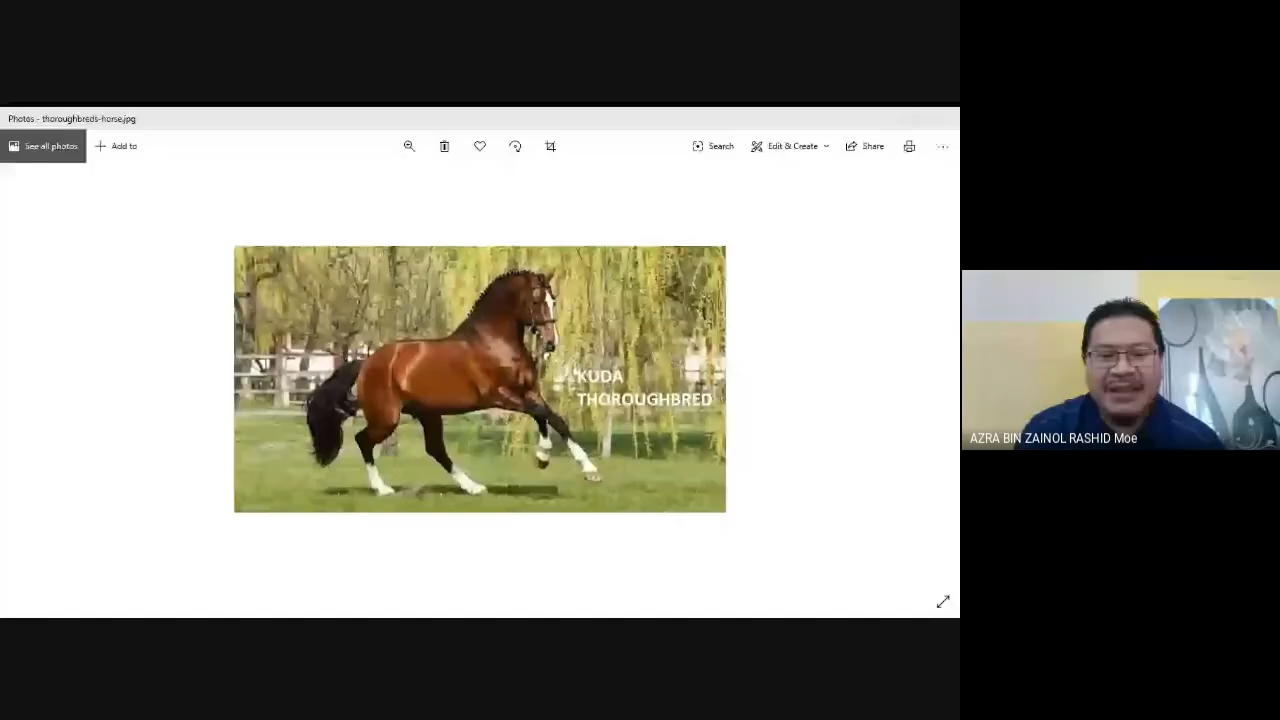 Photos - thoroughbreds-horse.jpg
See all photos
Add to
Search
Edit & Create
Share
KUDA
THOROUGHBRED
AZRA BIN ZAINOL RASHID Moe